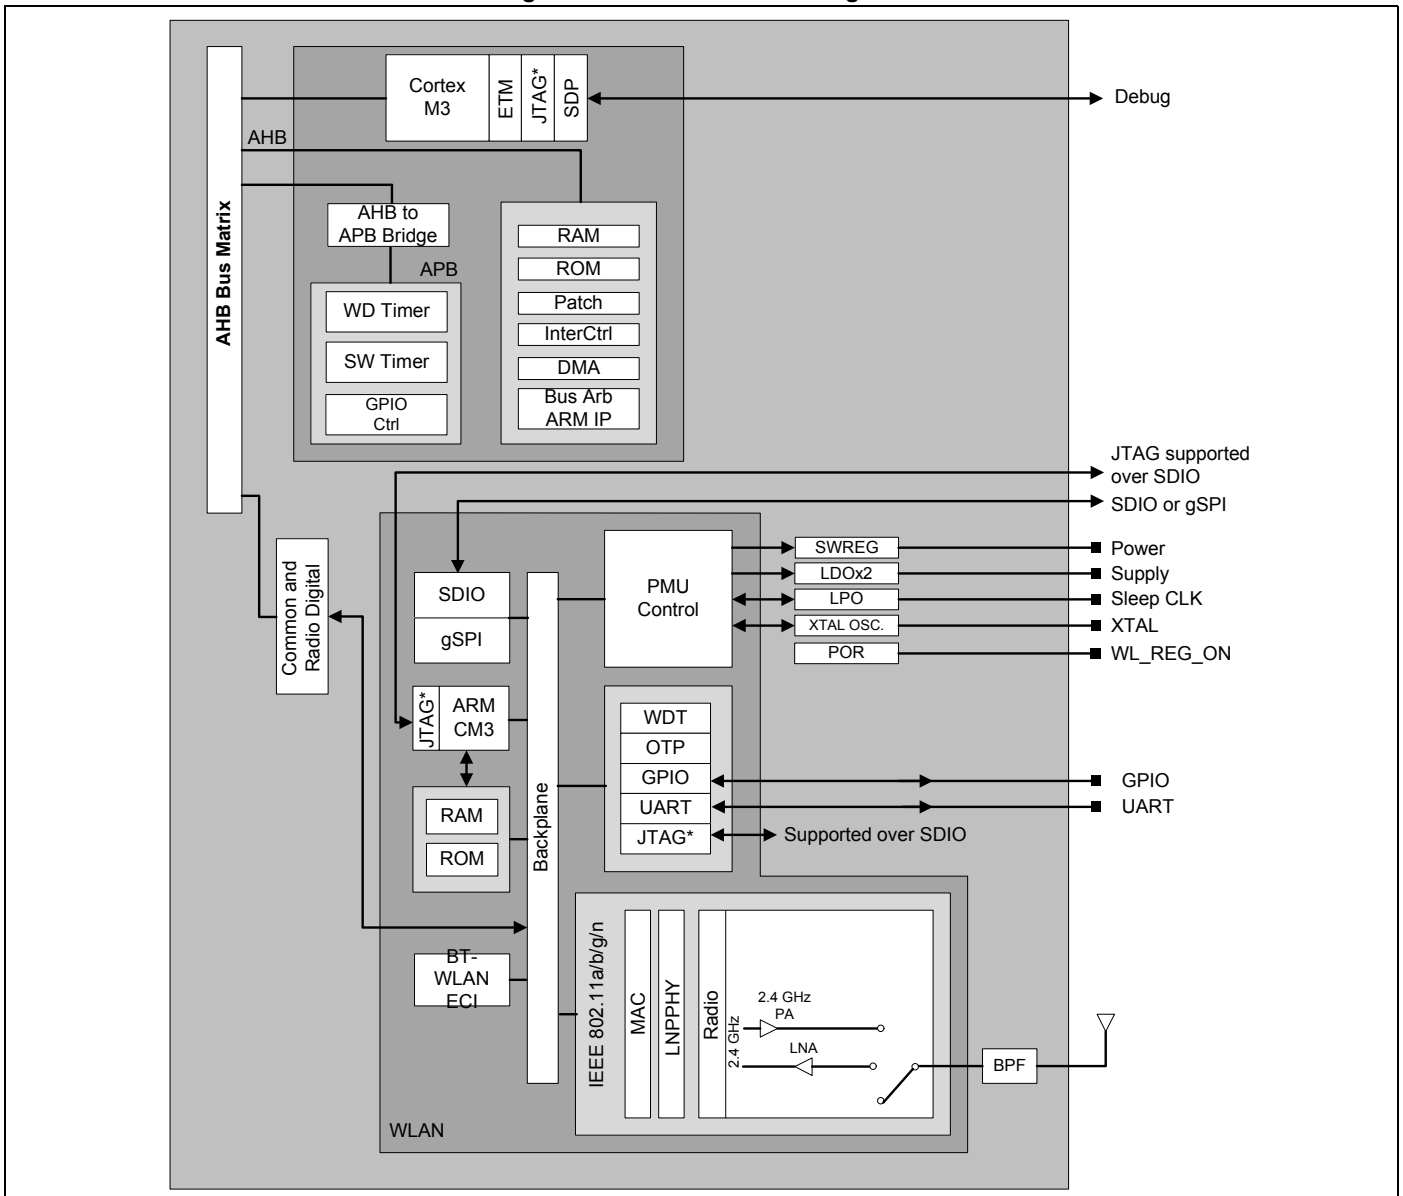 Cortex
M3
ETM
JTAG*
SDP
Debug
AHB
AHB Bus Matrix
AHB to
APB Bridge
APB
WD Timer
SW Timer
GPIO
Ctrl
RAM
ROM
Patch
InterCtrl
DMA
Bus Arb
ARM IP
JTAG supported
over SDIO
SDIO or gSPI
Common and
Radio Digital
SDIO
gSPI
PMU
Control
SWREG
Power
LDOx2
Supply
LPO
Sleep CLK
XTAL OSC.
XTAL
POR
WL_REG_ON
JTAG*
ARM
CM3
RAM
ROM
Backplane
WDT
OTP
GPIO
UART
JTAG*
GPIO
UART
Supported over SDIO
BT-
WLAN
ECI
IEEE 802.11a/b/g/n
MAC
LNPPHY
Radio
2.4 GHz
2.4 GHz
PA
LNA
BPF
WLAN